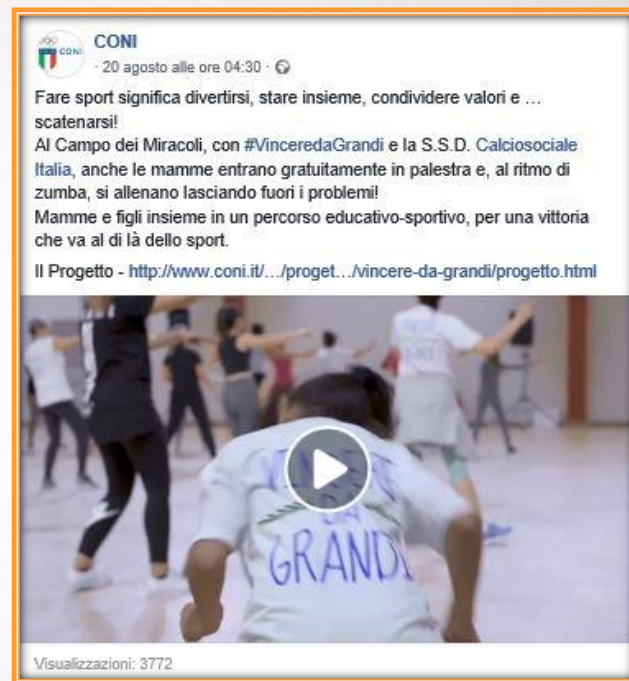 CONI
CONI
· 20 agosto alle ore 04:30 ·
Fare sport significa divertirsi, stare insieme, condividere valori e …
scatenarsi!
Al Campo dei Miracoli, con #VinceredaGrandi e la S.S.D. Calciosociale
Italia, anche le mamme entrano gratuitamente in palestra e, al ritmo di
zumba, si allenano lasciando fuori i problemi!
Mamme e figli insieme in un percorso educativo-sportivo, per una vittoria
che va al di là dello sport.
Il Progetto - http://www.coni.it/…/proget…/vincere-da-grandi/progetto.html
VINCERE
DA
GRANDI
Visualizzazioni: 3772